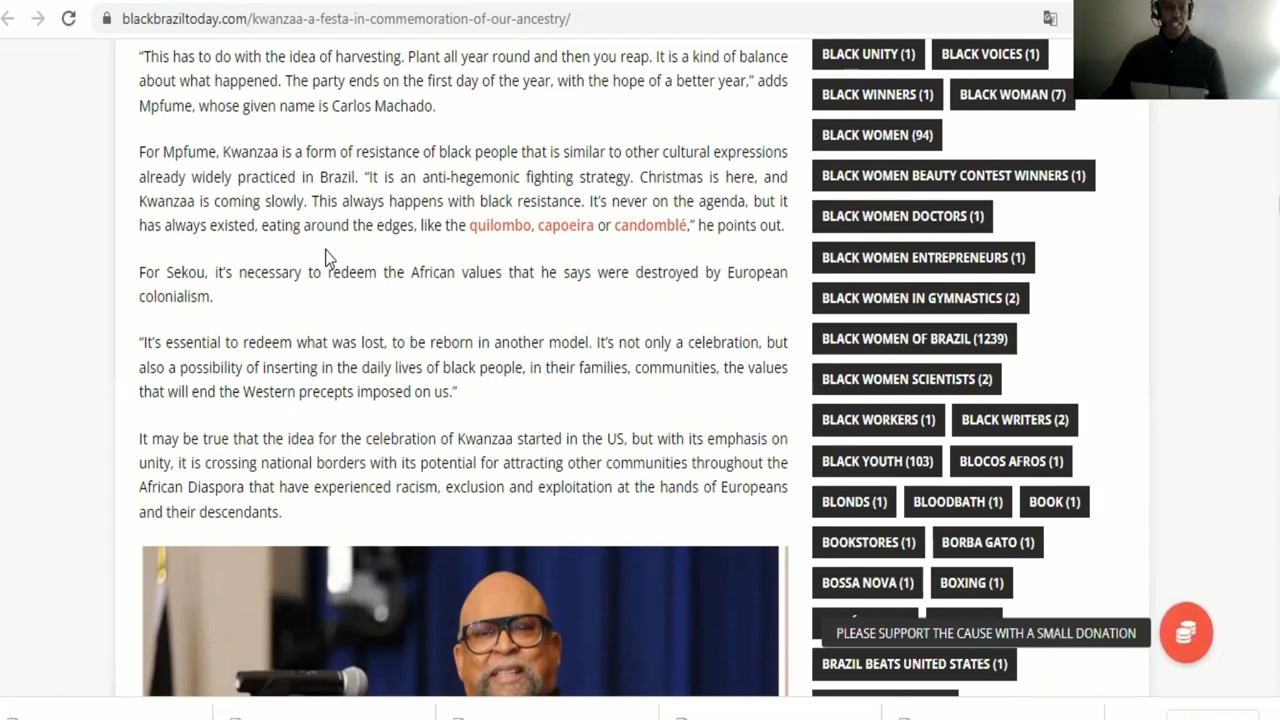 blackbraziltoday.com/kwanzaa-a-festa-in-commemoration-of-our-ancestry/
“This has to do with the idea of harvesting. Plant all year round and then you reap. It is a kind of balance
about what happened. The party ends on the first day of the year, with the hope of a better year,” adds
Mpfume, whose given name is Carlos Machado.
For Mpfume, Kwanzaa is a form of resistance of black people that is similar to other cultural expressions
already widely practiced in Brazil. “It is an anti-hegemonic fighting strategy. Christmas is here, and
Kwanzaa is coming slowly. This always happens with black resistance. It’s never on the agenda, but it
has always existed, eating around the edges, like the quilombo, capoeira or candomblé,” he points out.
For Sekou, it’s necessary to redeem the African values that he says were destroyed by European
colonialism.
“It’s essential to redeem what was lost, to be reborn in another model. It’s not only a celebration, but
also a possibility of inserting in the daily lives of black people, in their families, communities, the values
that will end the Western precepts imposed on us.”
It may be true that the idea for the celebration of Kwanzaa started in the US, but with its emphasis on
unity, it is crossing national borders with its potential for attracting other communities throughout the
African Diaspora that have experienced racism, exclusion and exploitation at the hands of Europeans
and their descendants.
BLACK UNITY (1) BLACK VOICES (1)
BLACK WINNERS (1) BLACK WOMAN (7)
BLACK WOMEN (94)
BLACK WOMEN BEAUTY CONTEST WINNERS (1)
BLACK WOMEN DOCTORS (1)
BLACK WOMEN ENTREPRENEURS (1)
BLACK WOMEN IN GYMNASTICS (2)
BLACK WOMEN OF BRAZIL (1239)
BLACK WOMEN SCIENTISTS (2)
BLACK WORKERS (1) BLACK WRITERS (2)
BLACK YOUTH (103) BLOCOS AFROS (1)
BLONDS (1) BLOODBATH (1) BOOK (1)
BOOKSTORES (1) BORBA GATO (1)
BOSSA NOVA (1) BOXING (1)
PLEASE SUPPORT THE CAUSE WITH A SMALL DONATION
BRAZIL BEATS UNITED STATES (1)